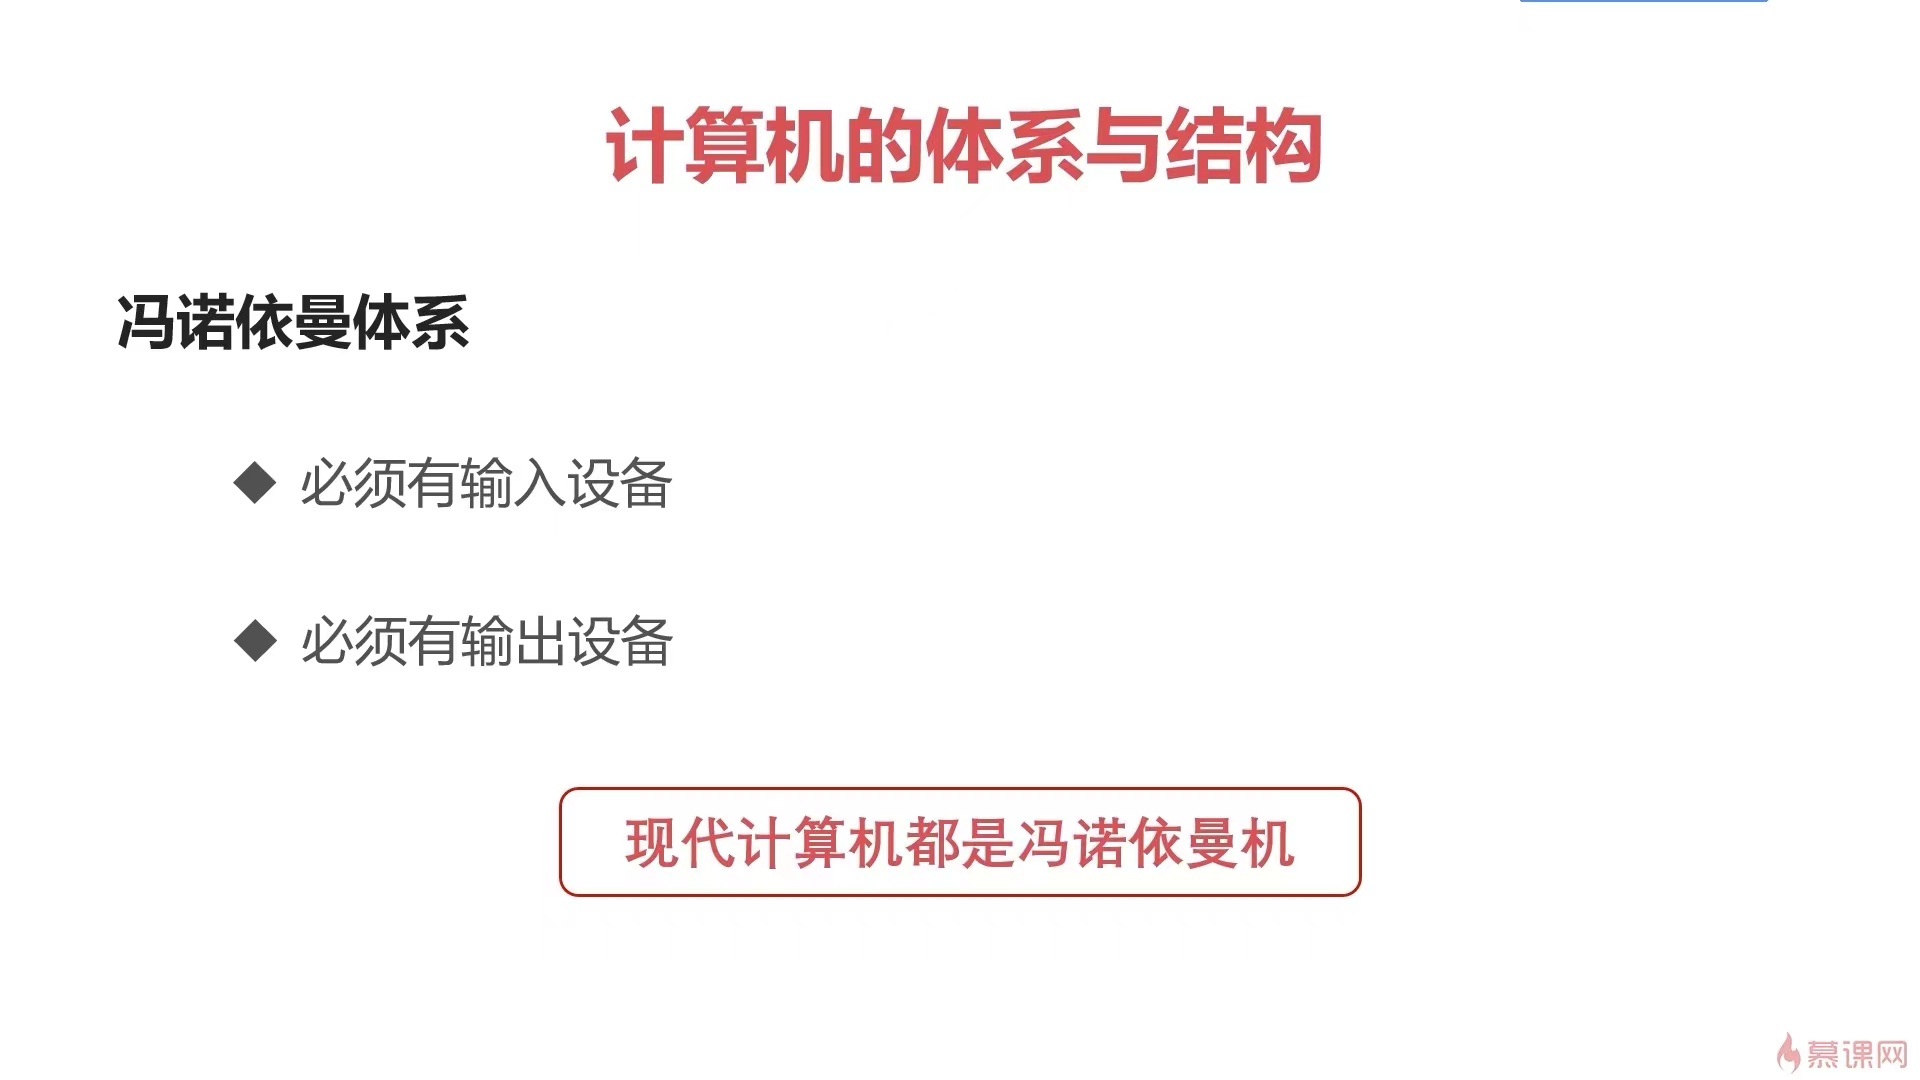 计算机的体系与结构
冯诺依曼体系
◆ 必须有输入设备
◆ 必须有输出设备
现代计算机都是冯诺依曼机
慕课网